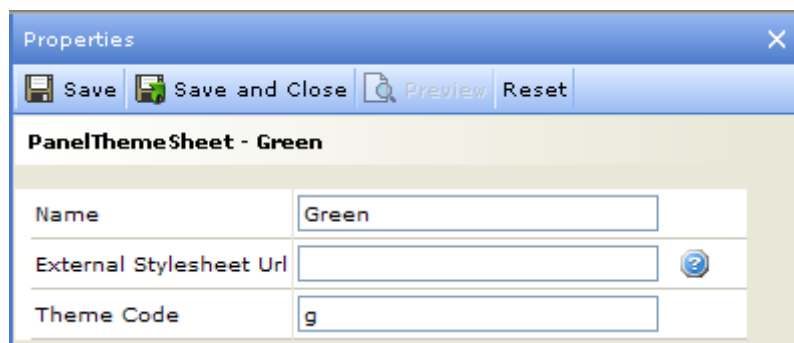 Properties
Save Save and Close Preview Reset
PanelThemeSheet - Green
Name Green
External Stylesheet Url
Theme Code g